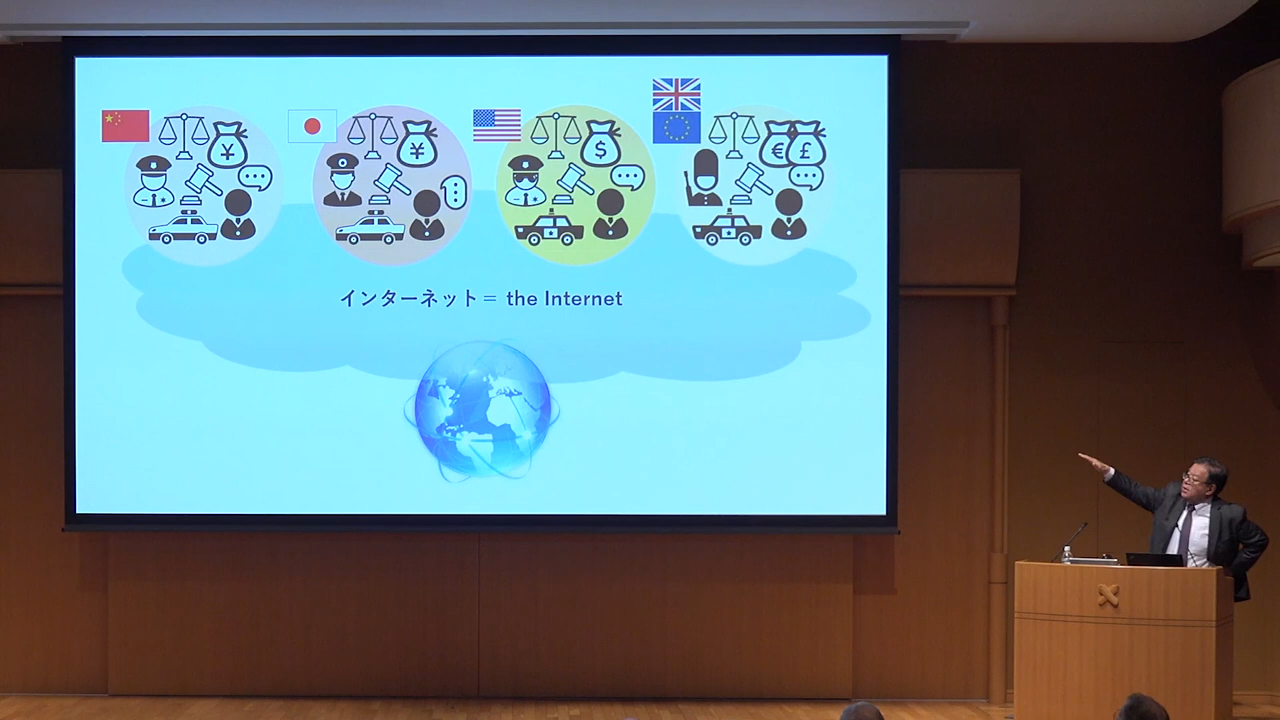 ¥
¥
$
€ £
インターネット = the Internet